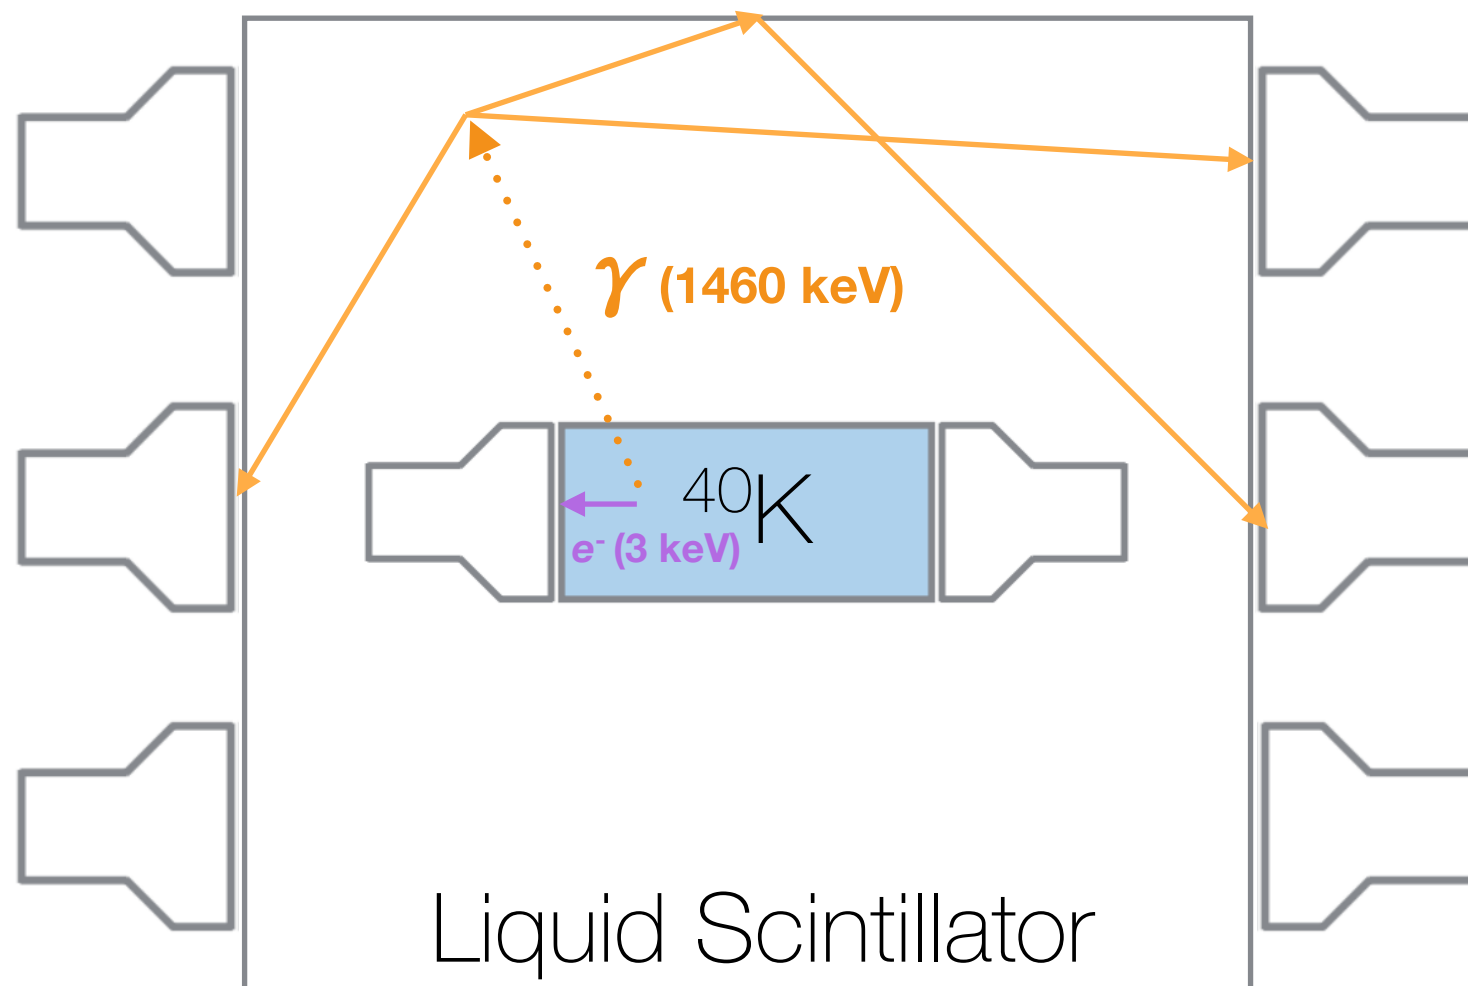 γ (1460 keV)
⁴⁰K
e⁻ (3 keV)
Liquid Scintillator